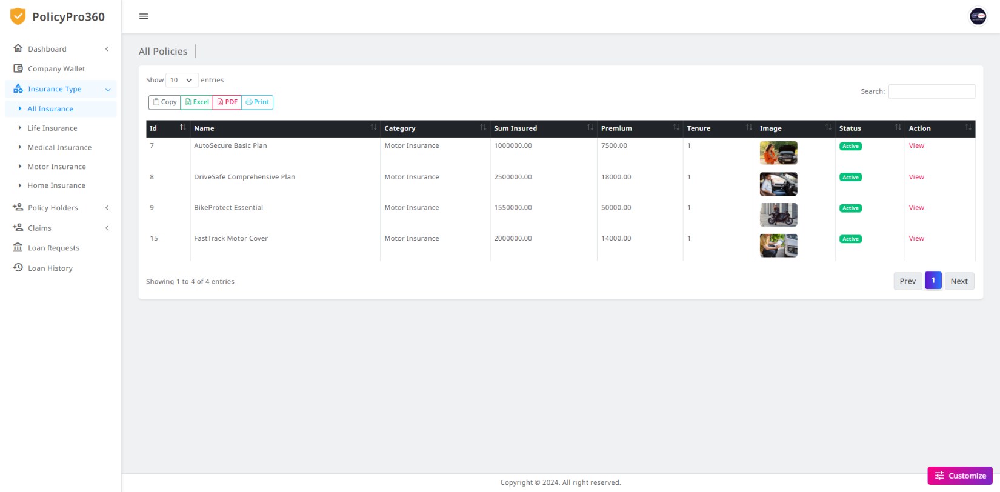 PolicyPro360
Dashboard
Company Wallet
Insurance Type
All Insurance
Life Insurance
Medical Insurance
Motor Insurance
Home Insurance
Policy Holders
Claims
Loan Requests
Loan History
All Policies
Show 10 entries
Search:
Copy Excel PDF Print
Id Name Category Sum Insured Premium Tenure Image Status Action
7 AutoSecure Basic Plan Motor Insurance 1000000.00 7500.00 1 Active View
8 DriveSafe Comprehensive Plan Motor Insurance 2500000.00 18000.00 1 Active View
9 BikeProtect Essential Motor Insurance 1550000.00 50000.00 1 Active View
15 FastTrack Motor Cover Motor Insurance 2000000.00 14000.00 1 Active View
Showing 1 to 4 of 4 entries
Prev 1 Next
Customize
Copyright © 2024. All right reserved.